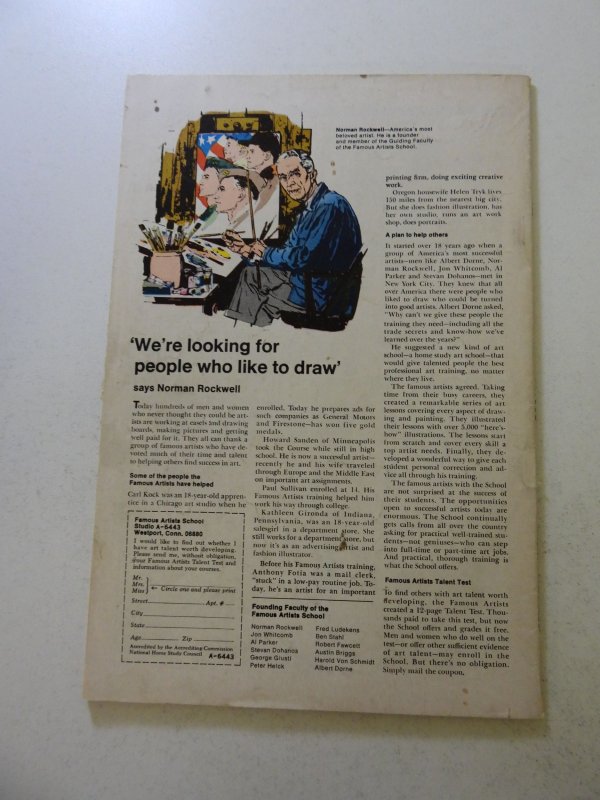 Norman Rockwell—America's most
beloved artist. He is a founder
and member of the Guiding Faculty
of the Famous Artists School.
'We're looking for
people who like to draw'
says Norman Rockwell
Today hundreds of men and women
who never thought they could be art-
ists are working at easels and drawing
boards, making pictures and getting
well paid for it. They all can thank a
group of famous artists who have de-
voted much of their time and talent
to helping others find success in art.
Some of the people the
Famous Artists have helped
Carl Kock was an 18-year-old appren-
tice in a Chicago art studio when he
Famous Artists School
Studio A-6443
Westport, Conn. 06880
I would like to find out whether I
have art talent worth developing.
Please send me, without obligation,
your Famous Artists Talent Test and
information about your courses.
Mr.
Mrs.
Miss
Circle one and please print
Street Apt. #
City
State
Age Zip
Accredited by the Accrediting Commission
National Home Study Council A-6443
enrolled. Today he prepares ads for
such companies as General Motors
and Firestone—has won five gold
medals.
Howard Sanden of Minneapolis
took the Course while still in high
school. He is now a successful artist—
recently he and his wife traveled
through Europe and the Middle East
on important art assignments.
Paul Sullivan enrolled at 14. His
Famous Artists training helped him
work his way through college.
Kathleen Gironda of Indiana,
Pennsylvania, was an 18-year-old
salesgirl in a department store. She
still works for a department store, but
now it's as an advertising artist and
fashion illustrator.
Before his Famous Artists training,
Anthony Fotia was a mail clerk,
"stuck" in a low-pay routine job. To-
day, he's an artist for an important
Founding Faculty of the
Famous Artists School
Norman Rockwell
Jon Whitcomb
Al Parker
Stevan Dohanos
George Giusti
Peter Helck
Fred Ludekens
Ben Stahl
Robert Fawcett
Austin Briggs
Harold Von Schmidt
Albert Dorne
printing firm, doing exciting creative
work.
Oregon housewife Helen Tryk lives
150 miles from the nearest big city.
But she does fashion illustration, has
her own studio, runs an art work
shop, does portraits.
A plan to help others
It started over 18 years ago when a
group of America's most successful
artists—men like Albert Dorne, Nor-
man Rockwell, Jon Whitcomb, Al
Parker and Stevan Dohanos—met in
New York City. They knew that all
over America there were people who
liked to draw who could be turned
into good artists. Albert Dorne asked,
"Why can't we give these people the
training they need—including all the
trade secrets and know-how we've
learned over the years?"
He suggested a new kind of art
school—a home study art school—that
would give talented people the best
professional art training, no matter
where they live.
The famous artists agreed. Taking
time from their busy careers, they
created a remarkable series of art
lessons covering every aspect of draw-
ing and painting. They illustrated
their lessons with over 5,000 "here's-
how" illustrations. The lessons start
from scratch and cover every skill a
top artist needs. Finally, they de-
veloped a wonderful way to give each
student personal correction and ad-
vice all through his training.
The famous artists with the School
are not surprised at the success of
their students. The opportunities
open to successful artists today are
enormous. The School continually
gets calls from all over the country
asking for practical well-trained stu-
dents—not geniuses—who can step
into full-time or part-time art jobs.
And practical, thorough training is
what the School offers.
Famous Artists Talent Test
To find others with art talent worth
developing, the Famous Artists
created a 12-page Talent Test. Thou-
sands paid to take this test, but now
the School offers and grades it free.
Men and women who do well on the
test—or offer other sufficient evidence
of art talent—may enroll in the
School. But there's no obligation.
Simply mail the coupon.